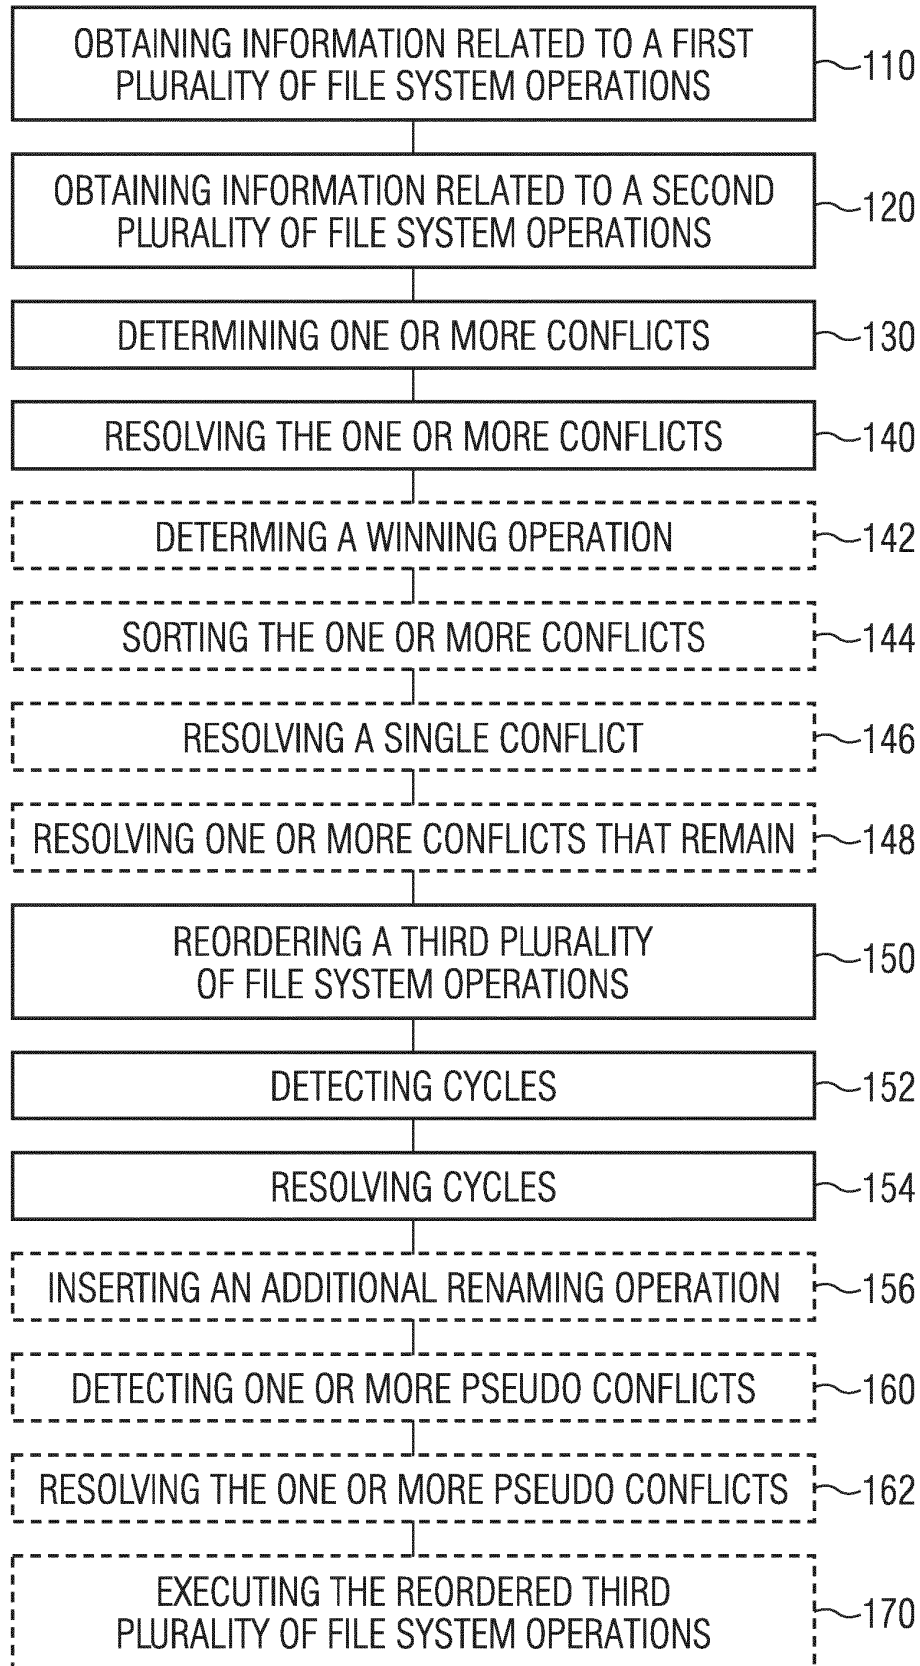 OBTAINING INFORMATION RELATED TO A FIRST
PLURALITY OF FILE SYSTEM OPERATIONS
110
OBTAINING INFORMATION RELATED TO A SECOND
PLURALITY OF FILE SYSTEM OPERATIONS
120
DETERMINING ONE OR MORE CONFLICTS
130
RESOLVING THE ONE OR MORE CONFLICTS
140
DETERMING A WINNING OPERATION
142
SORTING THE ONE OR MORE CONFLICTS
144
RESOLVING A SINGLE CONFLICT
146
RESOLVING ONE OR MORE CONFLICTS THAT REMAIN
148
REORDERING A THIRD PLURALITY
OF FILE SYSTEM OPERATIONS
150
DETECTING CYCLES
152
RESOLVING CYCLES
154
INSERTING AN ADDITIONAL RENAMING OPERATION
156
DETECTING ONE OR MORE PSEUDO CONFLICTS
160
RESOLVING THE ONE OR MORE PSEUDO CONFLICTS
162
EXECUTING THE REORDERED THIRD
PLURALITY OF FILE SYSTEM OPERATIONS
170